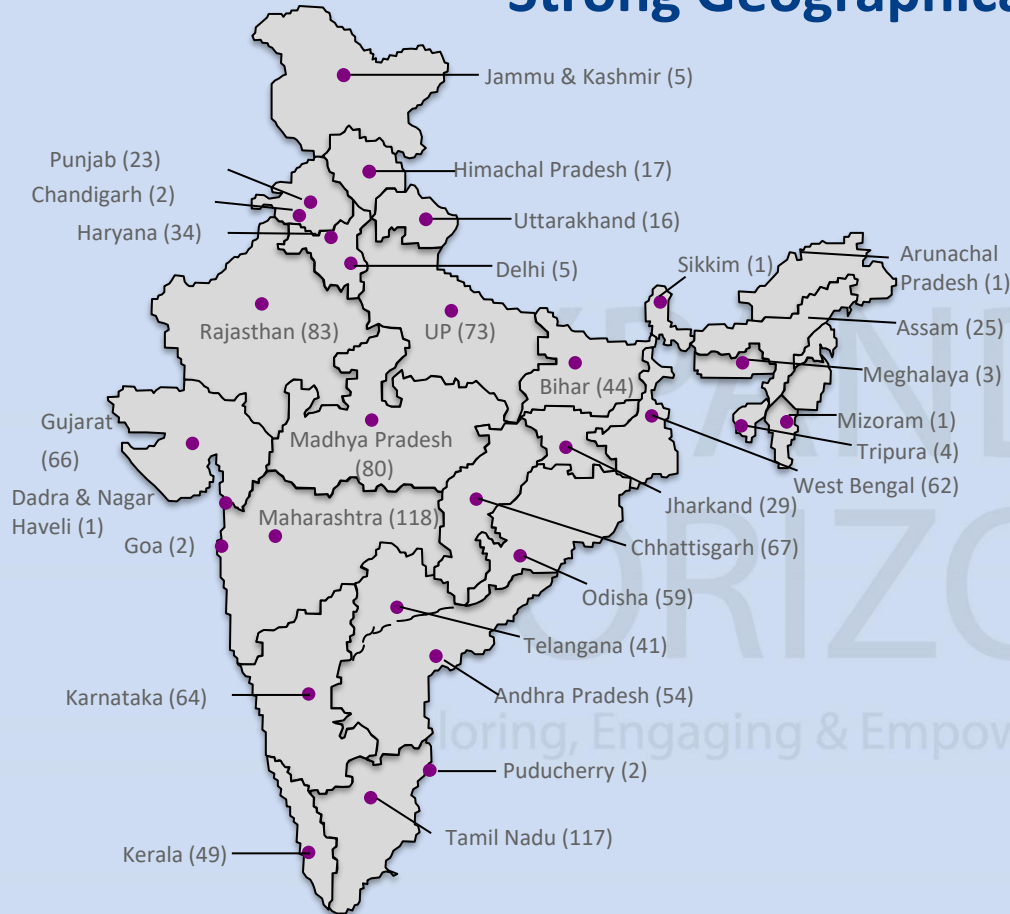 Strong Geographica
Jammu & Kashmir (5)
Punjab (23)
Himachal Pradesh (17)
Chandigarh (2)
Uttarakhand (16)
Haryana (34)
Delhi (5)
Sikkim (1)
Arunachal
Pradesh (1)
Rajasthan (83)
UP (73)
Assam (25)
Bihar (44)
Meghalaya (3)
Gujarat
(66)
Madhya Pradesh
(80)
Mizoram (1)
Tripura (4)
West Bengal (62)
Dadra & Nagar
Haveli (1)
Jharkand (29)
Maharashtra (118)
Goa (2)
Chhattisgarh (67)
Odisha (59)
Telangana (41)
Karnataka (64)
Andhra Pradesh (54)
Puducherry (2)
Tamil Nadu (117)
Kerala (49)
PAND
ORIZO
loring, Engaging & Empow